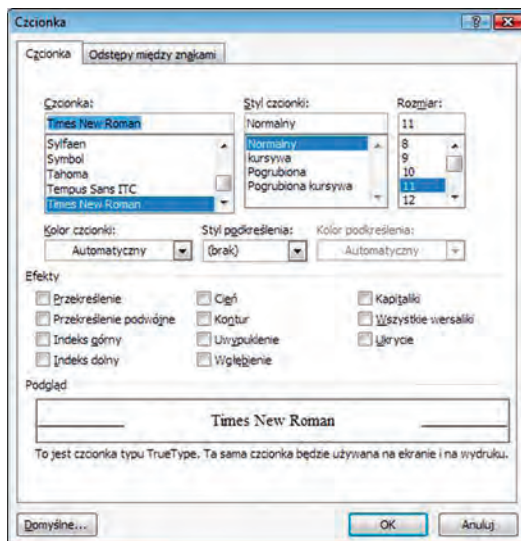 Czcionka
Czcionka Odstępy między znakami
Czcionka: Styl czcionki: Rozmiar:
Times New Roman Normalny 11
Sylfaen Normalny 8
Symbol kursywa 9
Tahoma Pogrubiona 10
Tempus Sans ITC Pogrubiona kursywa 11
Times New Roman 12
Kolor czcionki: Styl podkreślenia: Kolor podkreślenia:
Automatyczny (brak) Automatyczny
Efekty
Przekreślenie Cień Kapitaliki
Przekreślenie podwójne Kontur Wszystkie wersaliki
Indeks górny Uwypuklenie Ukrycie
Indeks dolny Wgłębienie
Podgląd
Times New Roman
To jest czcionka typu TrueType. Ta sama czcionka będzie używana na ekranie i na wydruku.
Domyślne... OK Anuluj